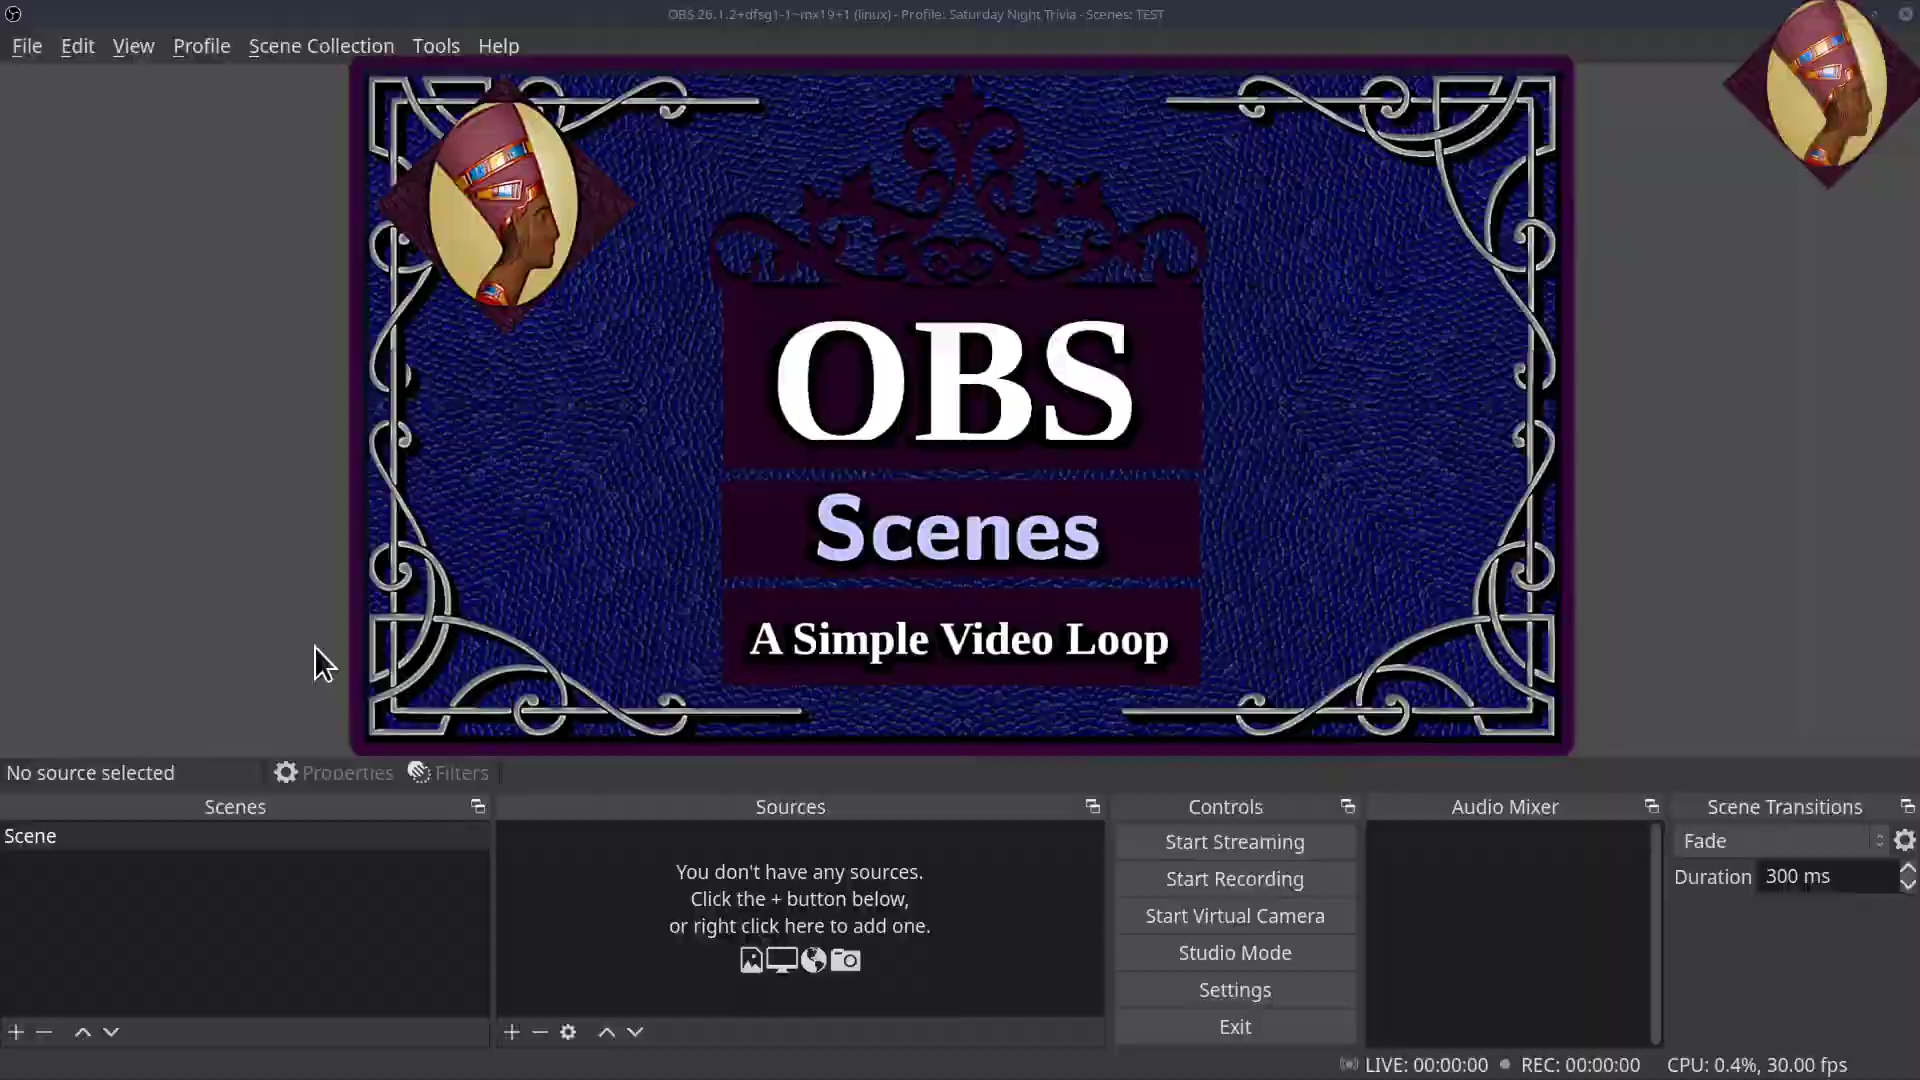 OBS 26.1.2+dfsg1-1~mx19+1 (linux) - Profile: Saturday Night Trivia - Scenes: TEST
File Edit View Profile Scene Collection Tools Help
OBS
Scenes
A Simple Video Loop
No source selected Properties Filters
Scenes
Scene
Sources
You don't have any sources.
Click the + button below,
or right click here to add one.
Controls
Start Streaming
Start Recording
Start Virtual Camera
Studio Mode
Settings
Exit
Audio Mixer
Scene Transitions
Fade
Duration 300 ms
LIVE: 00:00:00 REC: 00:00:00 CPU: 0.4%, 30.00 fps